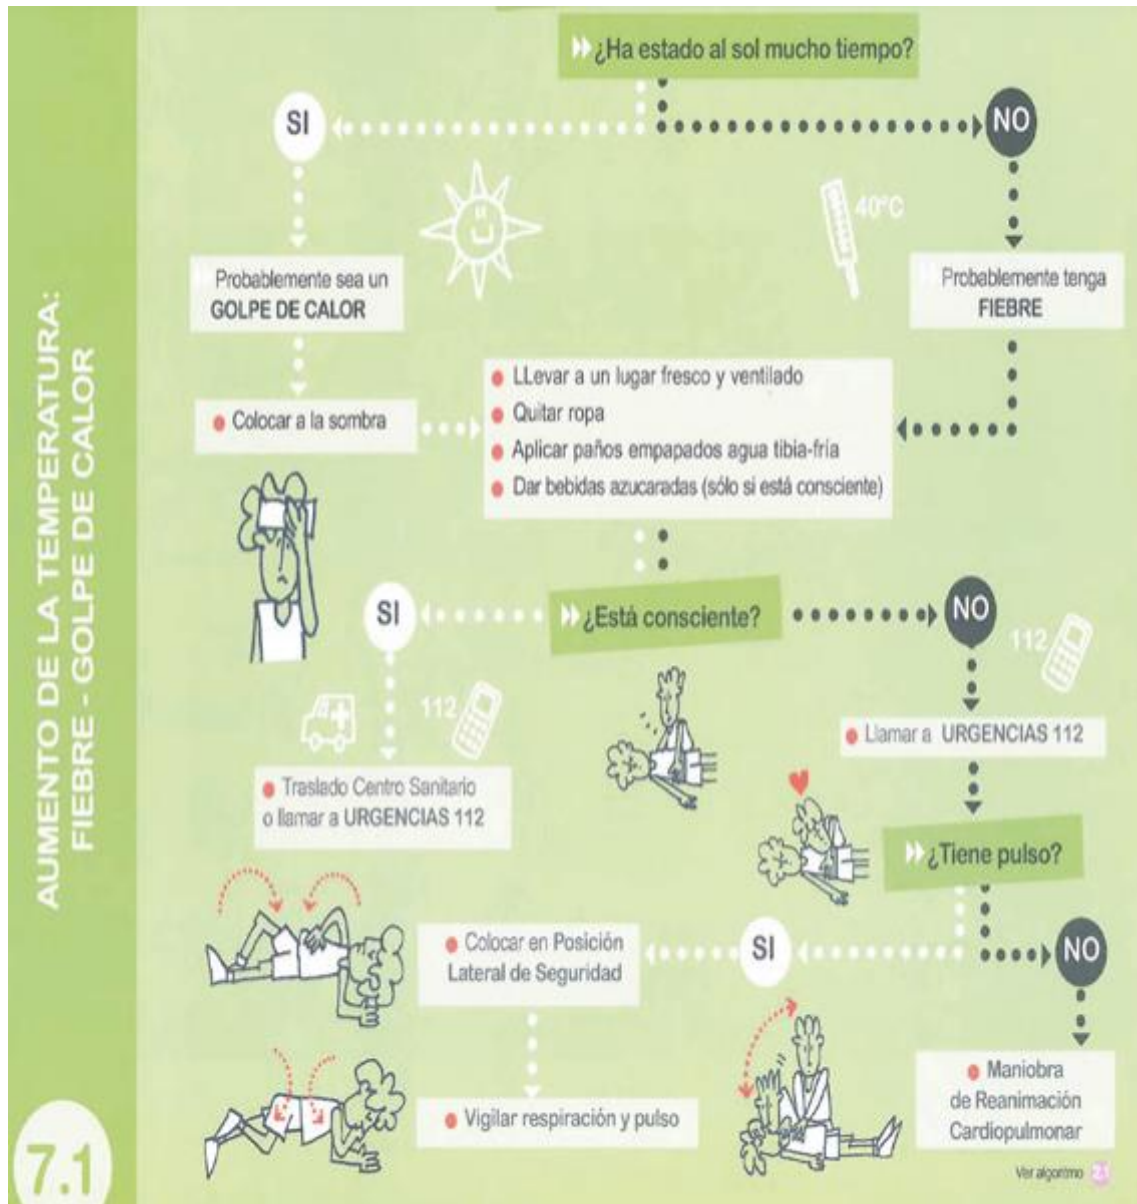 ¿Ha estado al sol mucho tiempo?
SI
NO
40ºC
Probablemente sea un
GOLPE DE CALOR
Probablemente tenga
FIEBRE
LLevar a un lugar fresco y ventilado
Quitar ropa
Aplicar paños empapados agua tibia-fría
Dar bebidas azucaradas (sólo si está consciente)
Colocar a la sombra
¿Está consciente?
SI
NO
112
112
Llamar a URGENCIAS 112
Traslado Centro Sanitario
o llamar a URGENCIAS 112
¿Tiene pulso?
SI
NO
Colocar en Posición
Lateral de Seguridad
Vigilar respiración y pulso
Maniobra
de Reanimación
Cardiopulmonar
Ver algoritmo 2.1
AUMENTO DE LA TEMPERATURA:
FIEBRE - GOLPE DE CALOR
7.1